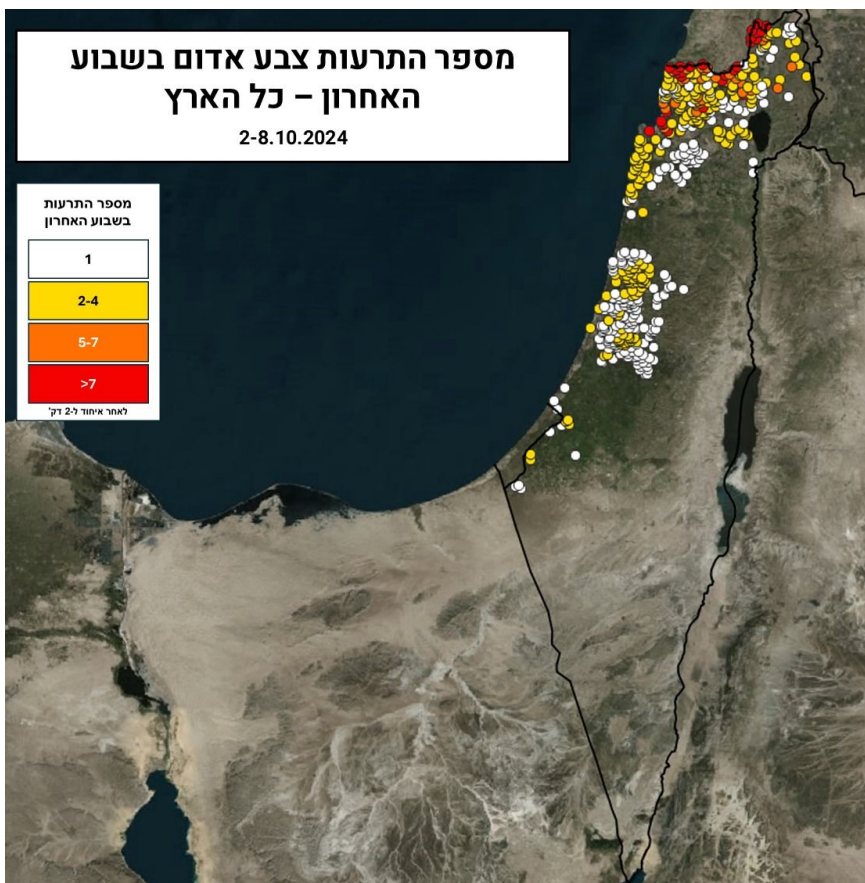 מספר התרעות צבע אדום בשבוע
האחרון – כל הארץ
2-8.10.2024
מספר התרעות
בשבוע האחרון
1
2-4
5-7
>7
לאחר איחוד ל-2 דק'